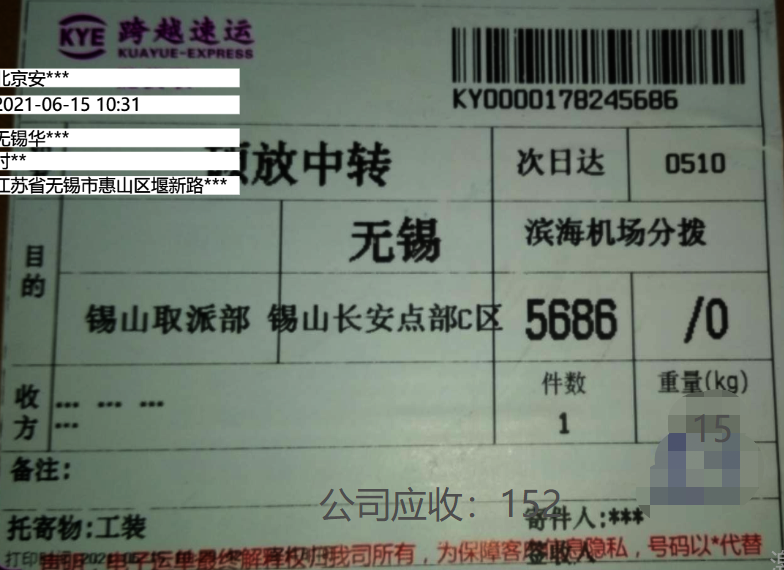 KYE 跨越速运
KUAYUE-EXPRESS
KY0000178245686
北京安***
2021-06-15 10:31
无锡华***
付**
江苏省无锡市惠山区堰新路***
放中转
次日达
0510
目的
无锡
滨海机场分拨
锡山取派部
锡山长安点部C区
5686
/0
收方
... ... ...
...
件数
1
重量(kg)
15
备注:
公司应收: 152
托寄物:工装
寄件人:***
签收人
电子运单最终解释权归我司所有,为保障客户信息隐私,号码以*代替